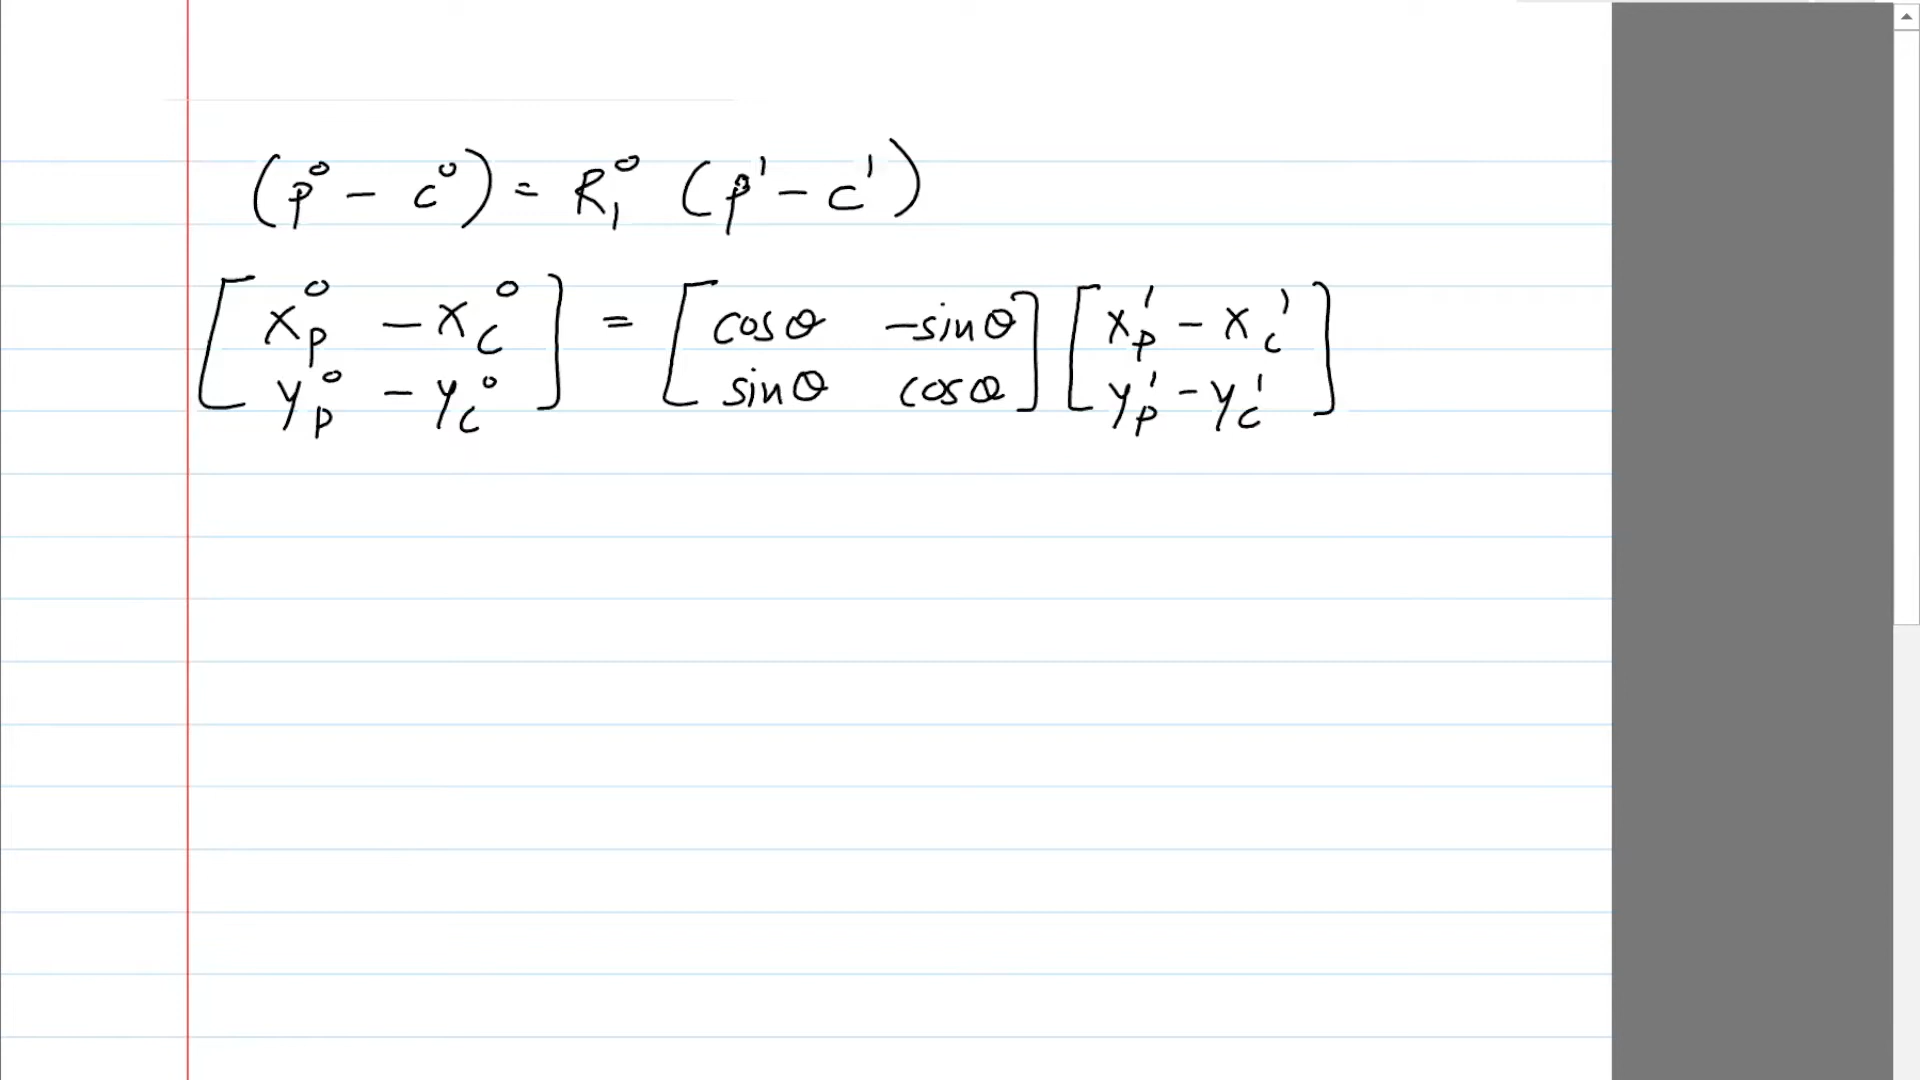 (p⁰ - c⁰) = R₁⁰ (p¹ - c¹)
[x_p⁰ - x_c⁰; y_p⁰ - y_c⁰] = [cosθ -sinθ; sinθ cosθ] [x_p¹ - x_c¹; y_p¹ - y_c¹]